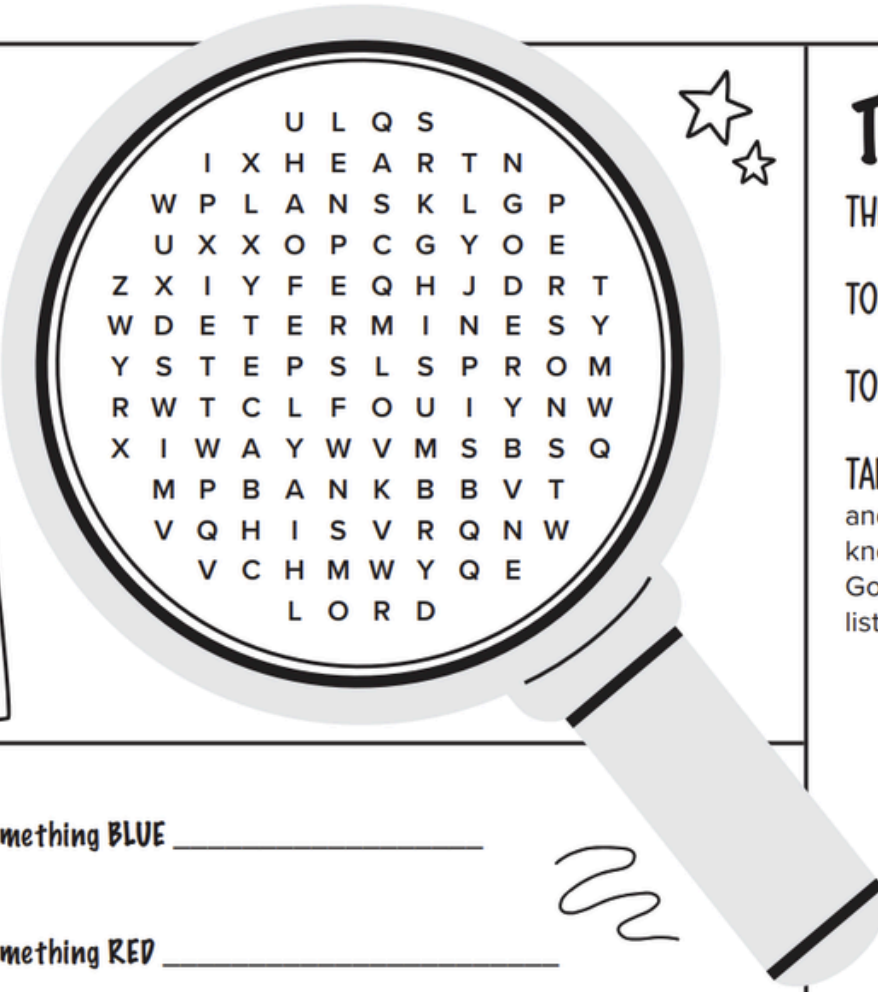 U L Q S
I X H E A R T N
W P L A N S K L G P
U X X O P C G Y O E
Z X I Y F E Q H J D R T
W D E T E R M I N E S Y
Y S T E P S L S P R O M
R W T C L F O U I Y N W
X I W A Y W V M S B S Q
M P B A N K B B V T
V Q H I S V R Q N W
V C H M W Y Q E
L O R D
mething BLUE
mething RED
TH
TO
TO
TA
an
kn
Go
list